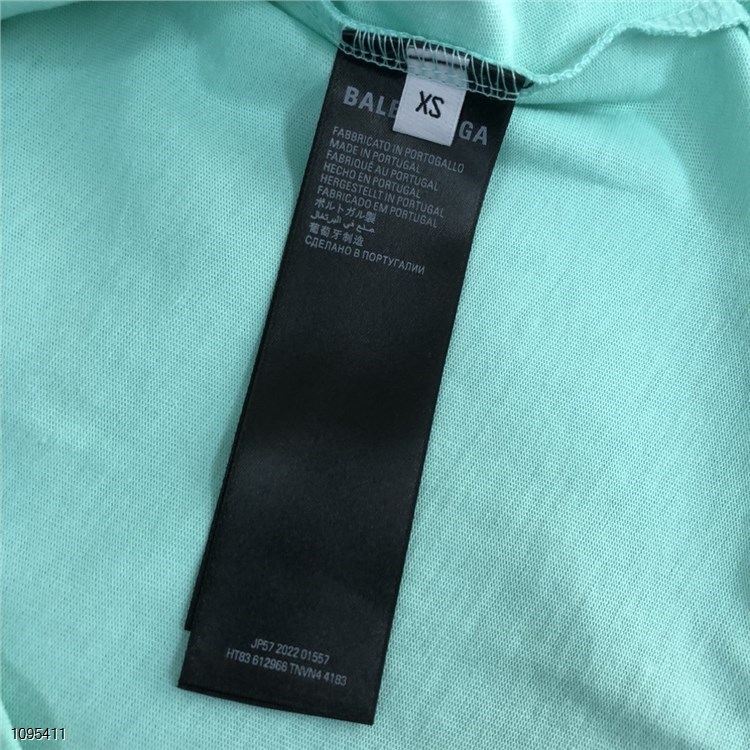 XS
BALE GA
FABBRICATO IN PORTOGALLO
MADE IN PORTUGAL
FABRIQUÉ AU PORTUGAL
HECHO EN PORTUGAL
HERGESTELLT IN PORTUGAL
FABRICADO EM PORTUGAL
ポルトガル製
صنع في البرتغال
葡萄牙制造
СДЕЛАНО В ПОРТУГАЛИИ
JP57 2022 01557
HT83 612966 TNVN4 4183
1095411